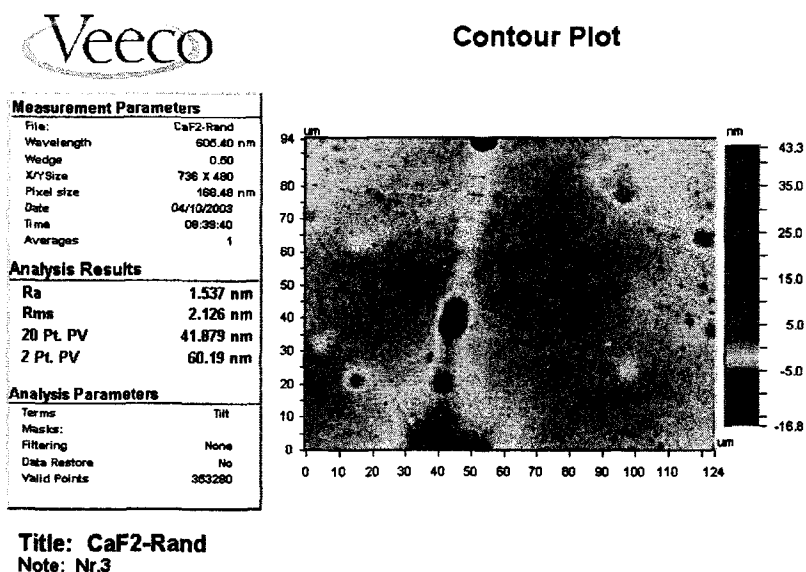 Veeco
Contour Plot
Measurement Parameters
File: CaF2-Rand
Wavelength 605.40 nm
Wedge 0.50
X/Y Size 736 X 480
Pixel size 168.48 nm
Date 04/10/2003
Time 08:39:40
Averages 1
Analysis Results
Ra 1.537 nm
Rms 2.126 nm
20 Pt. PV 41.879 nm
2 Pt. PV 60.19 nm
Analysis Parameters
Terms Tilt
Masks:
Filtering None
Data Restore No
Valid Points 353280
um
94
80
70
60
50
40
30
20
10
0
0 10 20 30 40 50 60 70 80 90 100 110 124
um
nm
43.3
35.0
25.0
15.0
5.0
-5.0
-16.8
Title: CaF2-Rand
Note: Nr.3